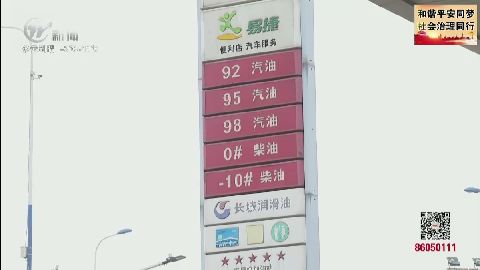 新闻
和谐平安同梦
社会治理同行
易捷
便利店 汽车服务
92 汽油
95 汽油
98 汽油
0# 柴油
-10# 柴油
长城润滑油
86050111